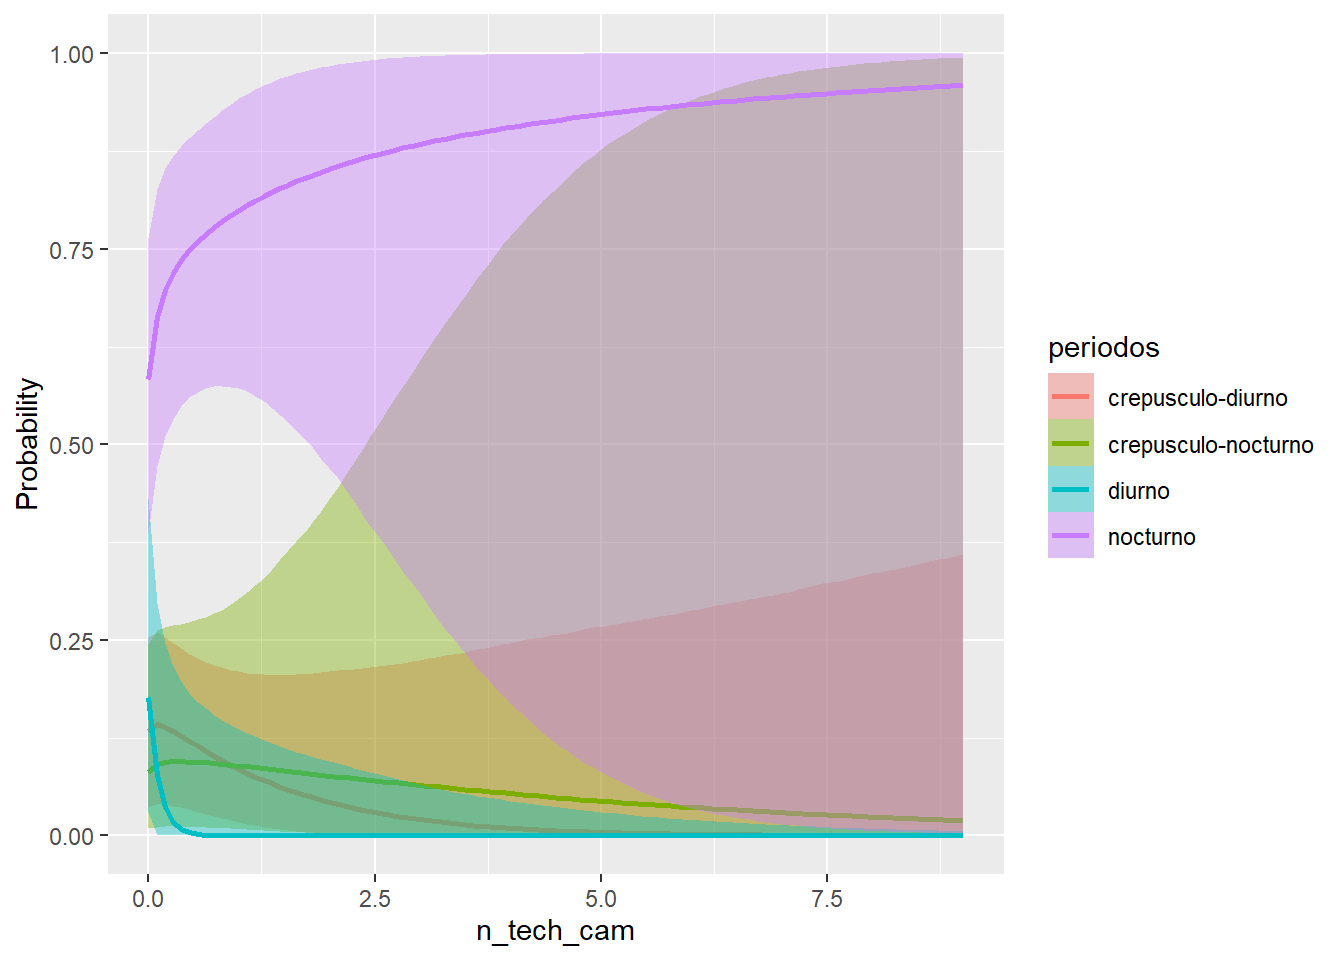 1.00
0.75
0.50
0.25
0.00
Probability
0.0
2.5
5.0
7.5
n_tech_cam
periodos
crepusculo-diurno
crepusculo-nocturno
diurno
nocturno